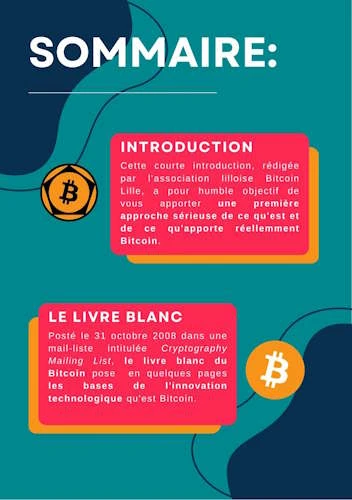 SOMMAIRE:
INTRODUCTION
Cette courte introduction, rédigée
par l'association lilloise Bitcoin
Lille, a pour humble objectif de
vous apporter une première
approche sérieuse de ce qu'est et
de ce qu'apporte réellemment
Bitcoin.
LE LIVRE BLANC
Posté le 31 octobre 2008 dans une
mail-liste intitulée Cryptography
Mailing List, le livre blanc du
Bitcoin pose en quelques pages
les bases de l'innovation
technologique qu'est Bitcoin.